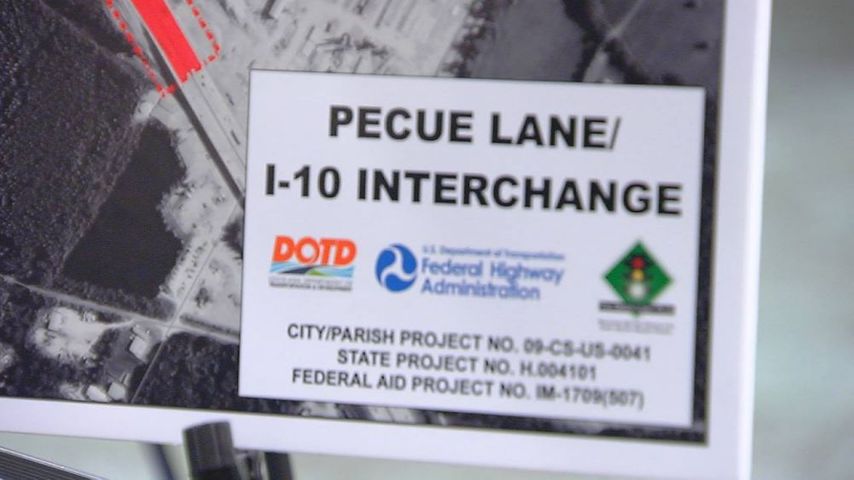 PECUE LANE/
I-10 INTERCHANGE
DOTD
U.S. Department of Transportation
Federal Highway
Administration
CITY/PARISH PROJECT NO. 09-CS-US-0041
STATE PROJECT NO. H.004101
FEDERAL AID PROJECT NO. IM-1709(507)